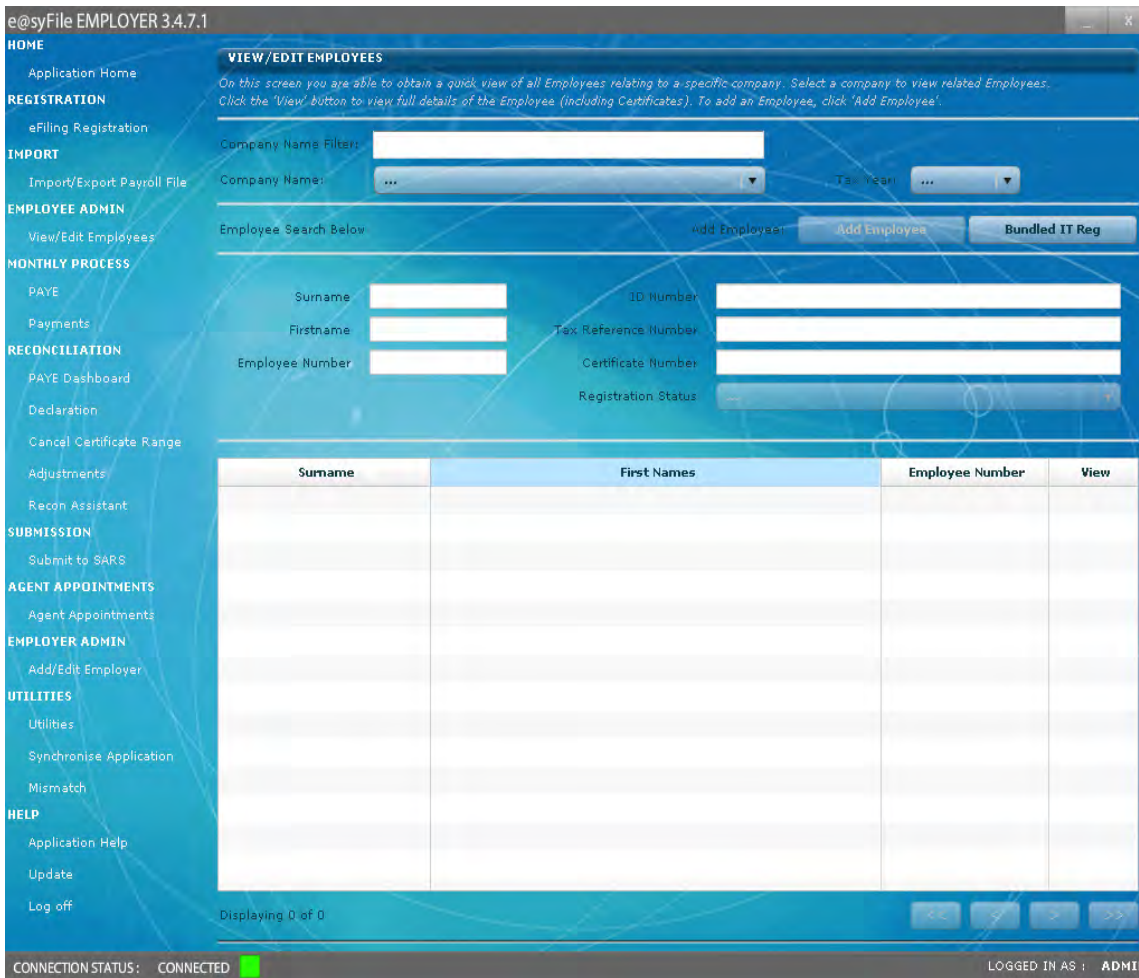 e@syFile EMPLOYER 3.4.7.1
_ X
HOME
Application Home
REGISTRATION
eFiling Registration
IMPORT
Import/Export Payroll File
EMPLOYEE ADMIN
View/Edit Employees
MONTHLY PROCESS
PAYE
Payments
RECONCILIATION
PAYE Dashboard
Declaration
Cancel Certificate Range
Adjustments
Recon Assistant
SUBMISSION
Submit to SARS
AGENT APPOINTMENTS
Agent Appointments
EMPLOYER ADMIN
Add/Edit Employer
UTILITIES
Utilities
Synchronise Application
Mismatch
HELP
Application Help
Update
Log off
VIEW/EDIT EMPLOYEES
On this screen you are able to obtain a quick view of all Employees relating to a specific company. Select a company to view related Employees.
Click the 'View' button to view full details of the Employee (including Certificates). To add an Employee, click 'Add Employee'.
Company Name Filter:
Company Name: ... Tax Year: ...
Employee Search Below Add Employee: Add Employee Bundled IT Reg
Surname ID Number
Firstname Tax Reference Number
Employee Number Certificate Number
Registration Status ...
Surname First Names Employee Number View
Displaying 0 of 0 << < > >>
CONNECTION STATUS: CONNECTED LOGGED IN AS : ADMI